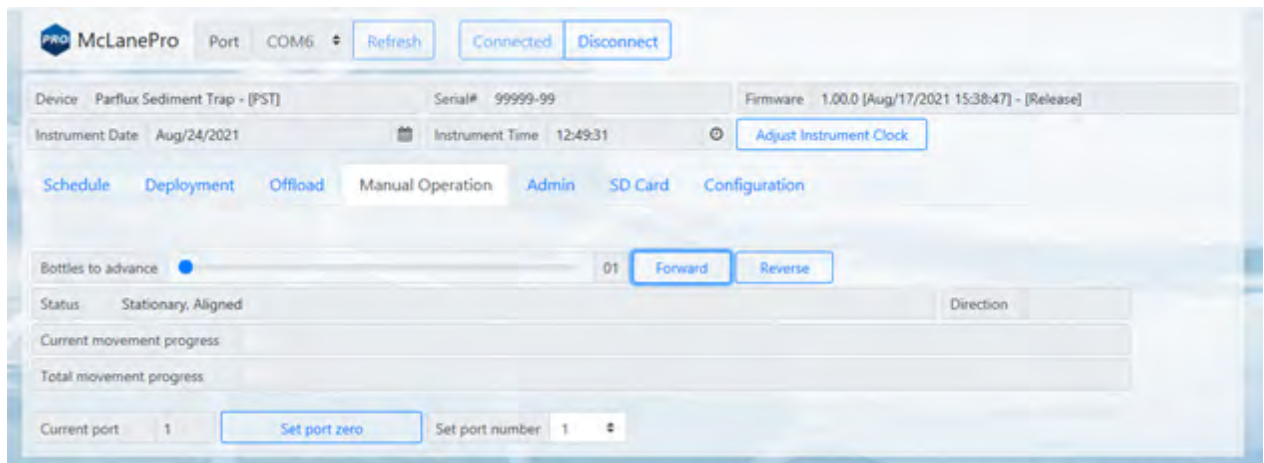 PRO McLanePro Port COM6 Refresh Connected Disconnect
Device Parflux Sediment Trap - [PST] Serial# 99999-99 Firmware 1.00.0 [Aug/17/2021 15:38:47] - [Release]
Instrument Date Aug/24/2021 Instrument Time 12:49:31 Adjust Instrument Clock
Schedule Deployment Offload Manual Operation Admin SD Card Configuration
Bottles to advance 01 Forward Reverse
Status Stationary, Aligned Direction
Current movement progress
Total movement progress
Current port 1 Set port zero Set port number 1